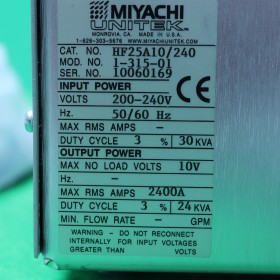 MIYACHI
UNITEK
MONROVIA, CA MADE IN U.S.A.
1-626-303-5676 WWW.MIYACHIUNITEK.COM
CAT. NO. HF25A10/240
MOD. NO. 1-315-01
SERI. NO. 10060169
INPUT POWER
VOLTS 200-240V
Hz. 50/60 Hz
MAX RMS AMPS –
DUTY CYCLE 3 % 30 KVA
OUTPUT POWER
MAX NO LOAD VOLTS 10V
Hz. –
MAX RMS AMPS 2400A
DUTY CYCLE 3 % 24 KVA
MIN. FLOW RATE – GPM
WARNING: DO NOT RECONNECT
INTERNALLY FOR INPUT VOLTAGES
GREATER THAN VOLTS